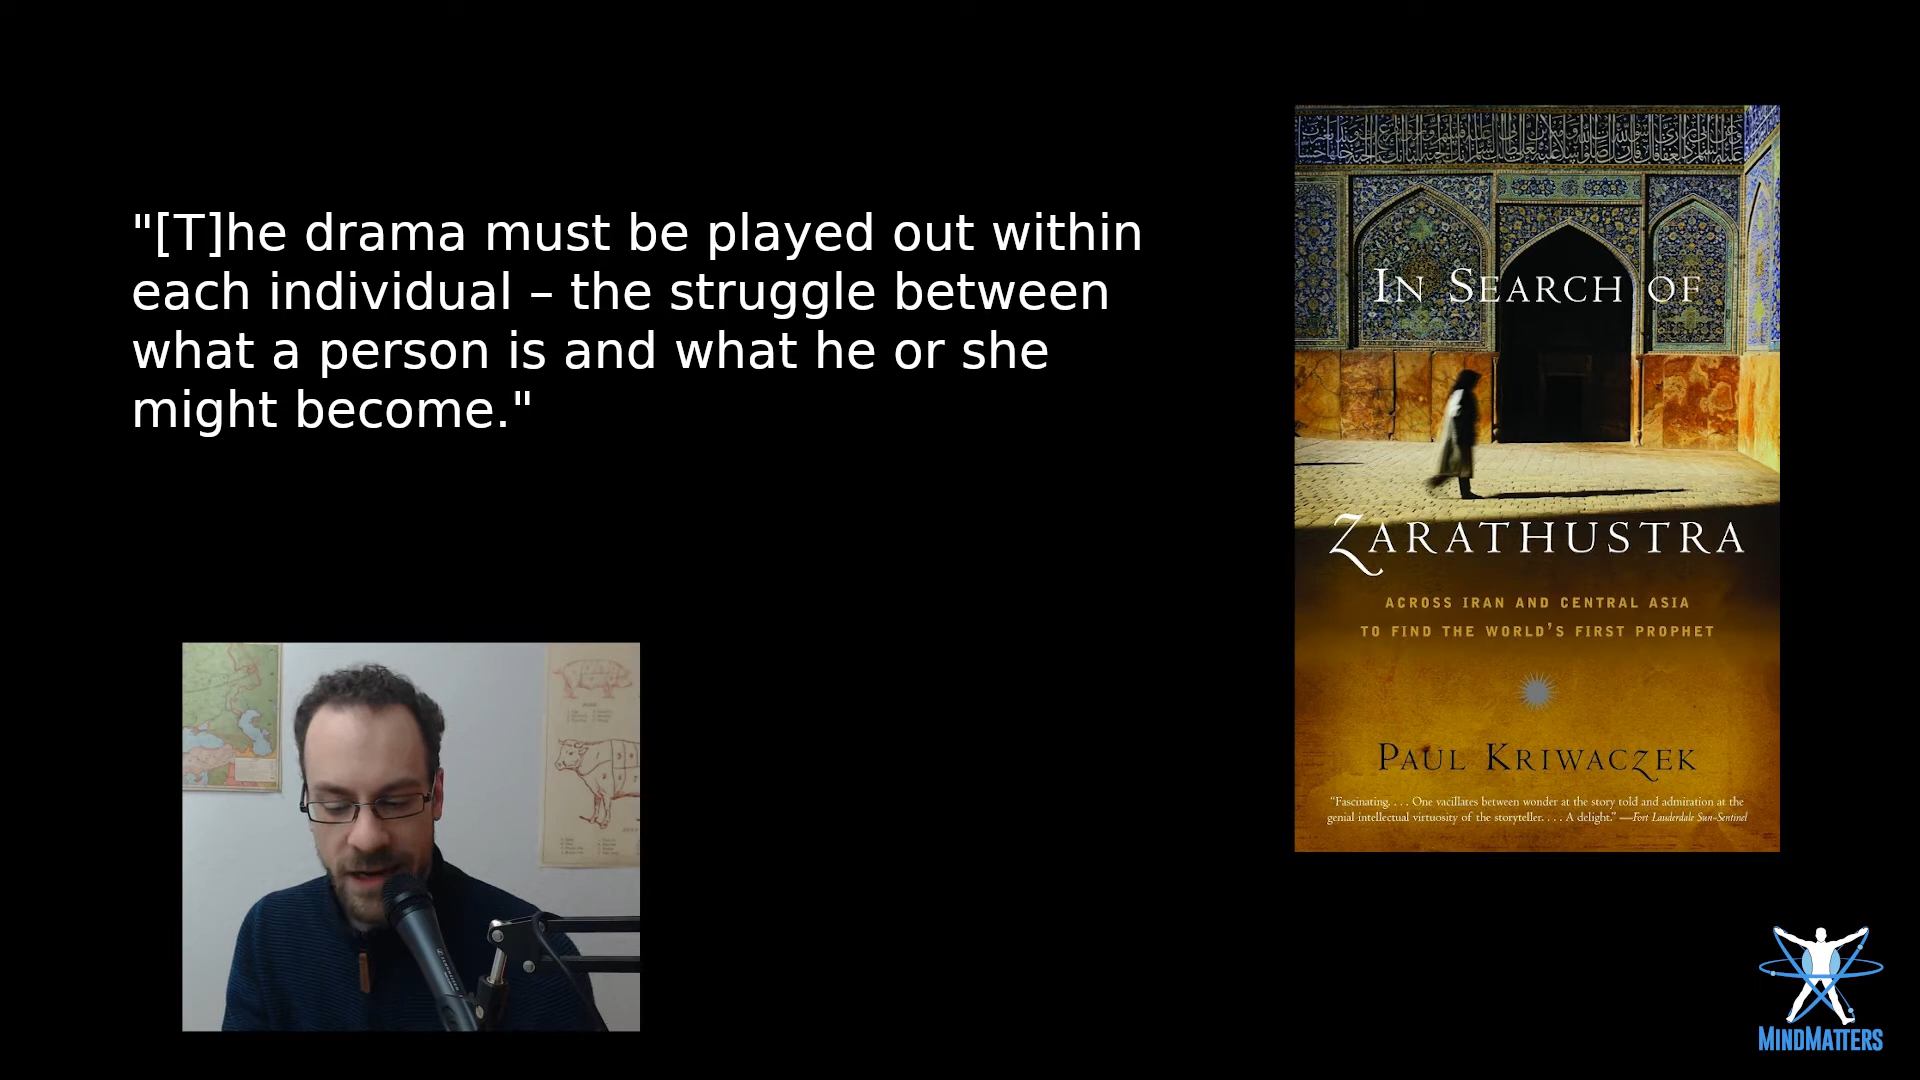 "[T]he drama must be played out within
each individual – the struggle between
what a person is and what he or she
might become."
In Search of
Zarathustra
ACROSS IRAN AND CENTRAL ASIA
TO FIND THE WORLD'S FIRST PROPHET
Paul Kriwaczek
“Fascinating. . . . One vacillates between wonder at the story told and admiration at the
genial intellectual virtuosity of the storyteller. . . . A delight.” —Fort Lauderdale Sun-Sentinel
MINDMATTERS